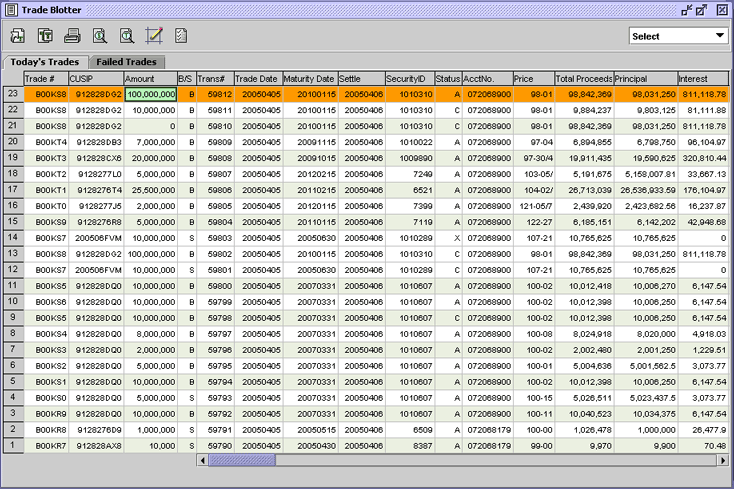 Trade Blotter
Select
Today's Trades Failed Trades
Trade # CUSIP Amount B/S Trans# Trade Date Maturity Date Settle SecurityID Status AcctNo. Price Total Proceeds Principal Interest
23 B00KS8 912828DG2 100,000,000 B 59812 20050405 20100115 20050406 1010310 A 072068900 98-01 98,842,369 98,031,250 811,118.78
22 B00KS8 912828DG2 10,000,000 B 59811 20050405 20100115 20050406 1010310 C 072068900 98-01 9,884,237 9,803,125 81,111.88
21 B00KS8 912828DG2 0 B 59810 20050405 20100115 20050406 1010310 C 072068900 98-01 98,842,369 98,031,250 811,118.78
20 B00KT4 912828DB3 7,000,000 B 59809 20050405 20091115 20050406 1010022 A 072068900 97-04 6,894,855 6,798,750 96,104.97
19 B00KT3 912828CX6 20,000,000 B 59808 20050405 20091015 20050406 1009890 A 072068900 97-30/4 19,911,435 19,590,625 320,810.44
18 B00KT2 9128277L0 5,000,000 B 59807 20050405 20120215 20050406 7249 A 072068900 103-05/ 5,191,675 5,158,007.81 33,667.13
17 B00KT1 9128276T4 25,500,000 B 59806 20050405 20110215 20050406 6521 A 072068900 104-02/ 26,713,039 26,536,933.59 176,104.97
16 B00KT0 912827J5 2,000,000 B 59805 20050405 20120115 20050406 7399 A 072068900 121-05/7 2,439,920 2,423,682.56 16,237.87
15 B00KS9 9128276R8 5,000,000 B 59804 20050405 20110115 20050406 7119 A 072068900 122-27 6,185,151 6,142,202 42,948.68
14 B00KS7 200506FVM 10,000,000 S 59803 20050405 20050630 20050406 1010289 X 072068900 107-21 10,765,625 10,765,625 0
13 B00KS8 912828DG2 100,000,000 B 59802 20050405 20100115 20050406 1010310 C 072068900 98-01 98,842,369 98,031,250 811,118.78
12 B00KS7 200507FVM 10,000,000 S 59801 20050405 20050630 20050406 1010289 C 072068900 107-21 10,765,625 10,765,625 0
11 B00KS5 912828DQ0 10,000,000 B 59800 20050405 20070331 20050406 1010607 A 072068900 100-02 10,012,418 10,006,270 6,147.54
10 B00KS6 912828DQ0 10,000,000 B 59799 20050405 20070331 20050406 1010607 A 072068900 100-02 10,012,398 10,006,250 6,147.54
9 B00KS5 912828DQ0 10,000,000 B 59798 20050405 20070331 20050406 1010607 C 072068900 100-02 10,012,398 10,006,250 6,147.54
8 B00KS4 912828DQ0 8,000,000 B 59797 20050405 20070331 20050406 1010607 A 072068900 100-08 8,024,918 8,020,000 4,918.03
7 B00KS3 912828DQ0 2,000,000 B 59796 20050405 20070331 20050406 1010607 A 072068900 100-02 2,002,480 2,001,250 1,229.51
6 B00KS2 912828DQ0 5,000,000 B 59795 20050405 20070331 20050406 1010607 A 072068900 100-01 5,004,636 5,001,562.5 3,073.77
5 B00KS1 912828DQ0 10,000,000 B 59794 20050405 20070331 20050406 1010607 A 072068900 100-02 10,012,398 10,006,250 6,147.54
4 B00KS0 912828DQ0 5,000,000 S 59793 20050405 20070331 20050406 1010607 A 072068900 100-15 5,026,511 5,023,437.5 3,073.77
3 B00KR9 912828DQ0 10,000,000 B 59792 20050405 20070331 20050406 1010607 A 072068900 100-11 10,040,523 10,034,375 6,147.54
2 B00KR8 9128276D9 1,000,000 S 59791 20050405 20050515 20050406 6509 A 072068179 100-00 1,026,478 1,000,000 26,477.9
1 B00KR7 912828AX8 10,000 S 59790 20050405 20050430 20050406 8387 A 072068179 99-00 9,970 9,900 70.48